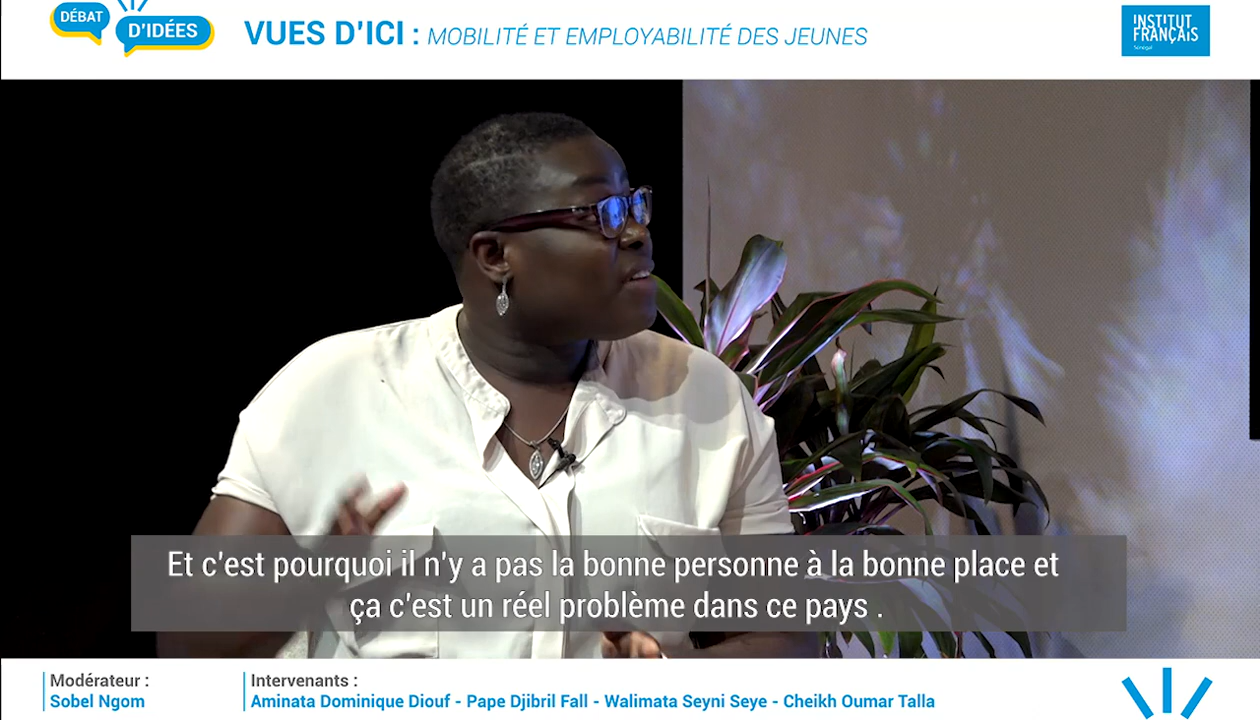 DÉBAT
D'IDÉES
VUES D'ICI : MOBILITÉ ET EMPLOYABILITÉ DES JEUNES
INSTITUT
FRANÇAIS
Sénégal
Et c'est pourquoi il n'y a pas la bonne personne à la bonne place et
ça c'est un réel problème dans ce pays .
Modérateur :
Sobel Ngom
Intervenants :
Aminata Dominique Diouf - Pape Djibril Fall - Walimata Seyni Seye - Cheikh Oumar Talla